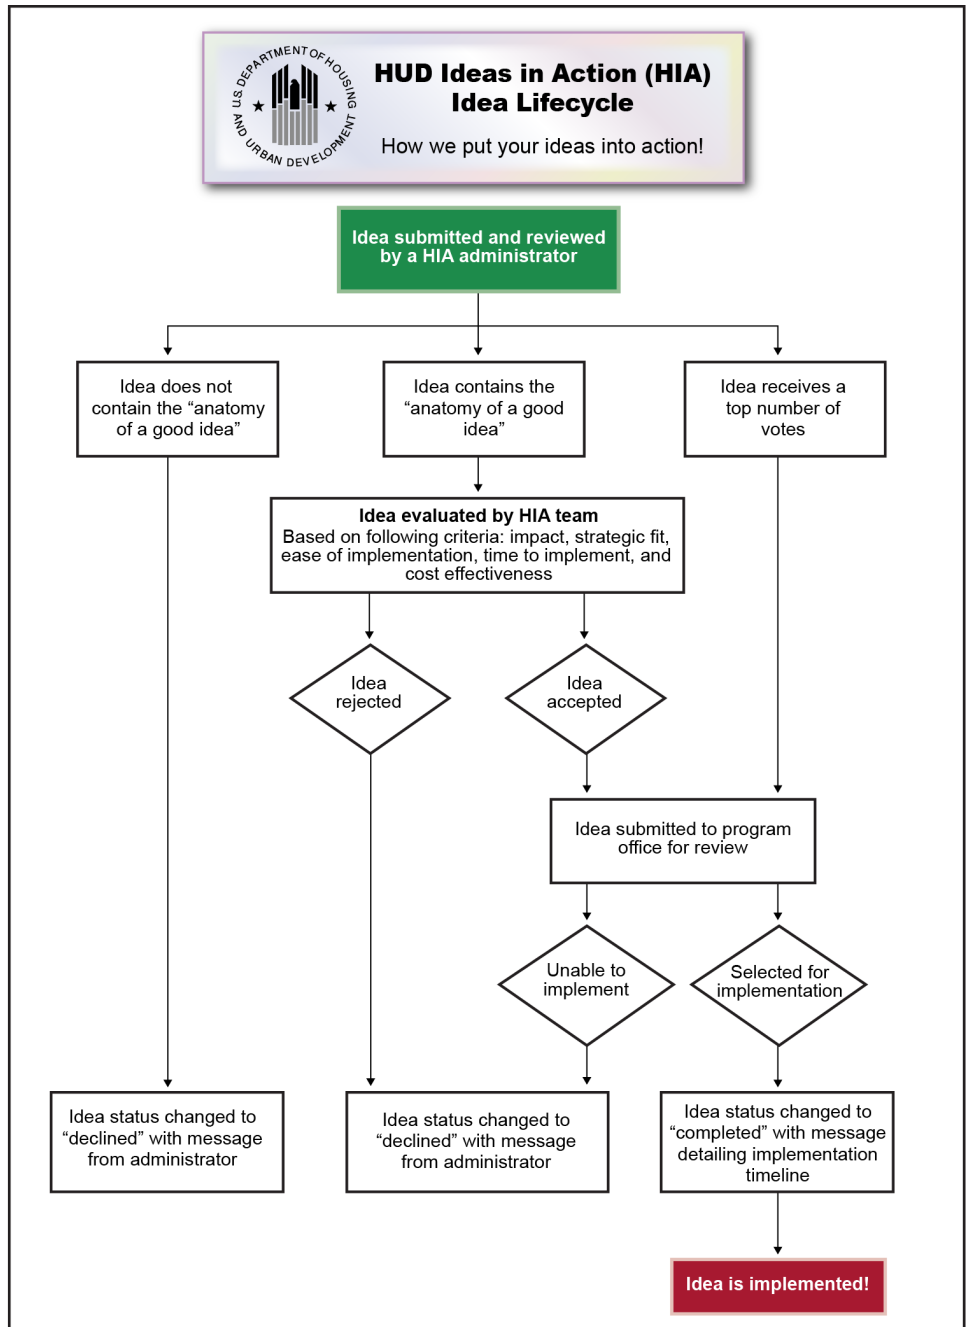 U.S. DEPARTMENT OF HOUSING
AND URBAN DEVELOPMENT
HUD Ideas in Action (HIA)
Idea Lifecycle
How we put your ideas into action!
Idea submitted and reviewed
by a HIA administrator
Idea does not
contain the “anatomy
of a good idea”
Idea contains the
“anatomy of a good
idea”
Idea receives a
top number of
votes
Idea evaluated by HIA team
Based on following criteria: impact, strategic fit,
ease of implementation, time to implement, and
cost effectiveness
Idea
rejected
Idea
accepted
Idea submitted to program
office for review
Unable to
implement
Selected for
implementation
Idea status changed to
“declined” with message
from administrator
Idea status changed to
“declined” with message
from administrator
Idea status changed to
“completed” with message
detailing implementation
timeline
Idea is implemented!